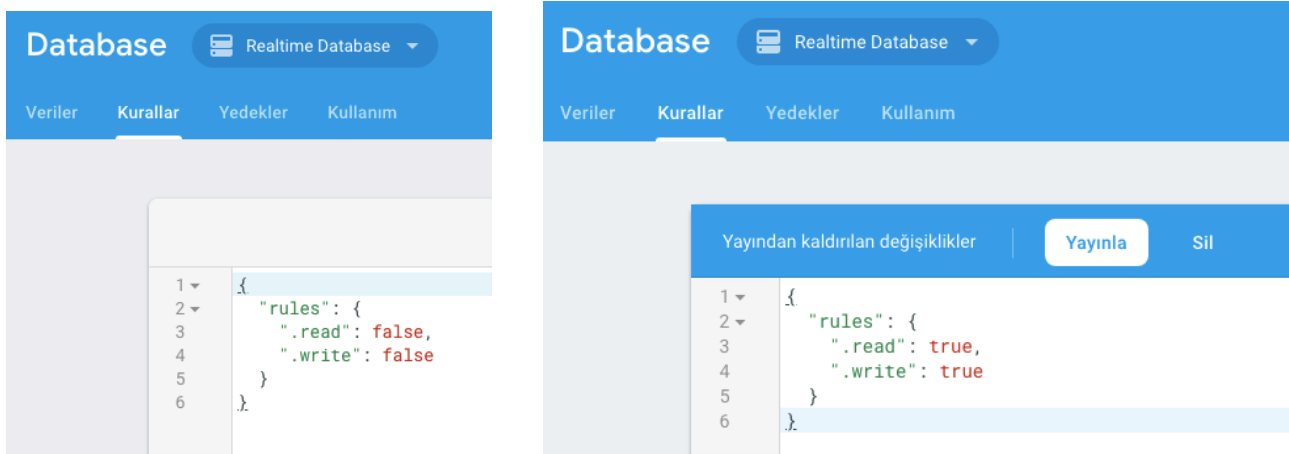 Database Realtime Database
Veriler Kurallar Yedekler Kullanım
1 {
2 "rules": {
3 ".read": false,
4 ".write": false
5 }
6 }
Database Realtime Database
Veriler Kurallar Yedekler Kullanım
Yayından kaldırılan değişiklikler Yayınla Sil
1 {
2 "rules": {
3 ".read": true,
4 ".write": true
5 }
6 }